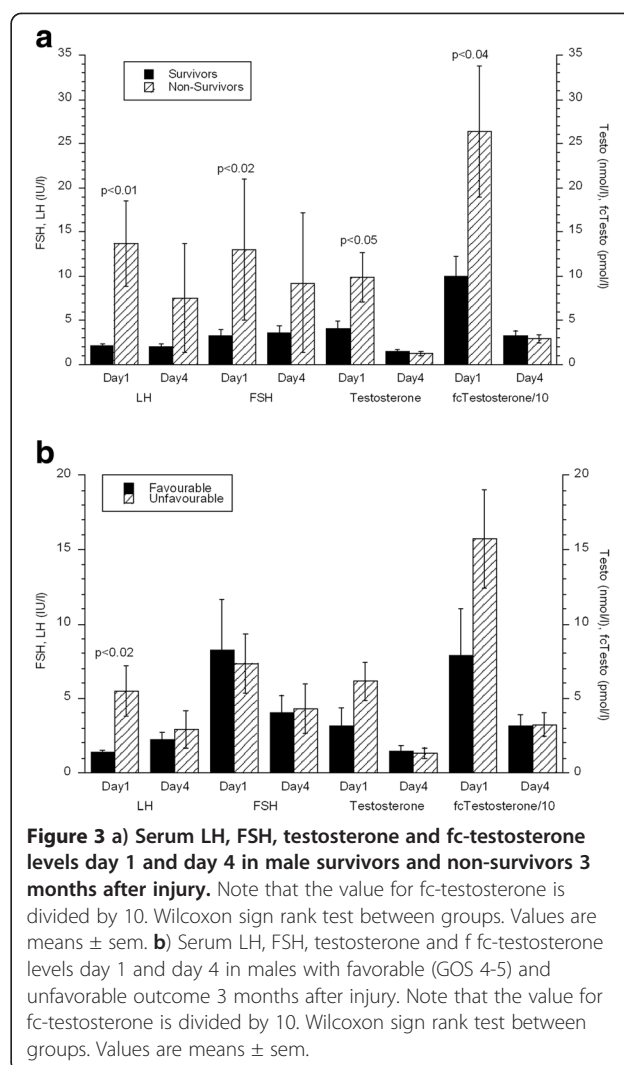 a
35
30
25
20
15
10
5
0
FSH, LH (IU/l)
Survivors
Non-Survivors
p<0.01
p<0.02
p<0.05
p<0.04
35
30
25
20
15
10
5
0
Testo (nmol/l), fcTesto (pmol/l)
Day1 Day4 Day1 Day4 Day1 Day4 Day1 Day4
LH FSH Testosterone fcTestosterone/10
b
20
15
10
5
0
FSH, LH (IU/l)
Favourable
Unfavourable
p<0.02
20
15
10
5
0
Testo (nmol/l), fcTesto (pmol/l)
Day1 Day4 Day1 Day4 Day1 Day4 Day1 Day4
LH FSH Testosterone fcTestosterone/10
Figure 3 a) Serum LH, FSH, testosterone and fc-testosterone
levels day 1 and day 4 in male survivors and non-survivors 3
months after injury. Note that the value for fc-testosterone is
divided by 10. Wilcoxon sign rank test between groups. Values are
means ± sem. b) Serum LH, FSH, testosterone and f fc-testosterone
levels day 1 and day 4 in males with favorable (GOS 4-5) and
unfavorable outcome 3 months after injury. Note that the value for
fc-testosterone is divided by 10. Wilcoxon sign rank test between
groups. Values are means ± sem.